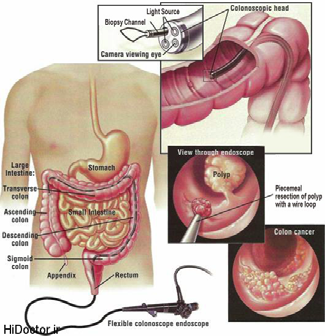 Light Source
Biopsy Channel
Camera viewing eye
Colonoscopic head
Large
Intestine:
Transverse
colon
Ascending
colon
Descending
colon
Sigmoid
colon
Appendix
Stomach
Small Intestine
Rectum
View through endoscope
Polyp
Piecemeal
resection of polyp
with a wire loop
Colon cancer
Flexible colonoscope endoscope
HiDoctor.ir